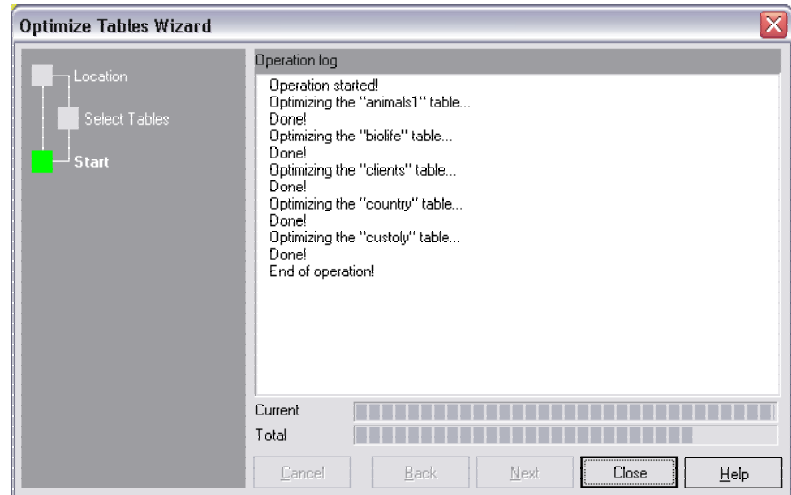 Optimize Tables Wizard
Location
Select Tables
Start
Operation log
Operation started!
Optimizing the "animals1" table...
Done!
Optimizing the "biolife" table...
Done!
Optimizing the "clients" table...
Done!
Optimizing the "country" table...
Done!
Optimizing the "custoly" table...
Done!
End of operation!
Current
Total
Cancel
Back
Next
Close
Help